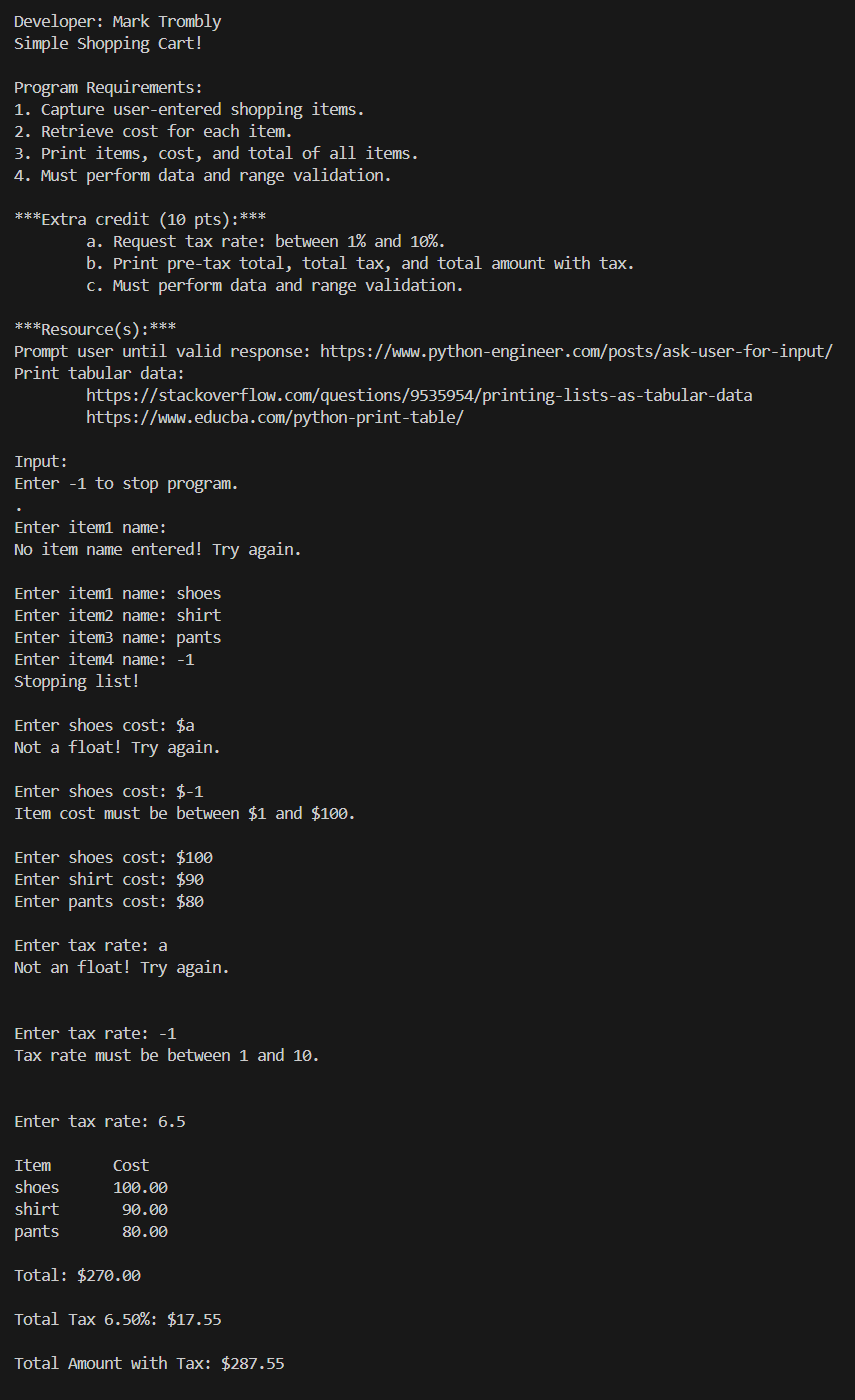 Developer: Mark Trombly
Simple Shopping Cart!

Program Requirements:
1. Capture user-entered shopping items.
2. Retrieve cost for each item.
3. Print items, cost, and total of all items.
4. Must perform data and range validation.

***Extra credit (10 pts):***
        a. Request tax rate: between 1% and 10%.
        b. Print pre-tax total, total tax, and total amount with tax.
        c. Must perform data and range validation.

***Resource(s):***
Prompt user until valid response: https://www.python-engineer.com/posts/ask-user-for-input/
Print tabular data:
        https://stackoverflow.com/questions/9535954/printing-lists-as-tabular-data
        https://www.educba.com/python-print-table/

Input:
Enter -1 to stop program.
.
Enter item1 name:
No item name entered! Try again.

Enter item1 name: shoes
Enter item2 name: shirt
Enter item3 name: pants
Enter item4 name: -1
Stopping list!

Enter shoes cost: $a
Not a float! Try again.

Enter shoes cost: $-1
Item cost must be between $1 and $100.

Enter shoes cost: $100
Enter shirt cost: $90
Enter pants cost: $80

Enter tax rate: a
Not an float! Try again.


Enter tax rate: -1
Tax rate must be between 1 and 10.


Enter tax rate: 6.5

Item       Cost
shoes      100.00
shirt       90.00
pants       80.00

Total: $270.00

Total Tax 6.50%: $17.55

Total Amount with Tax: $287.55